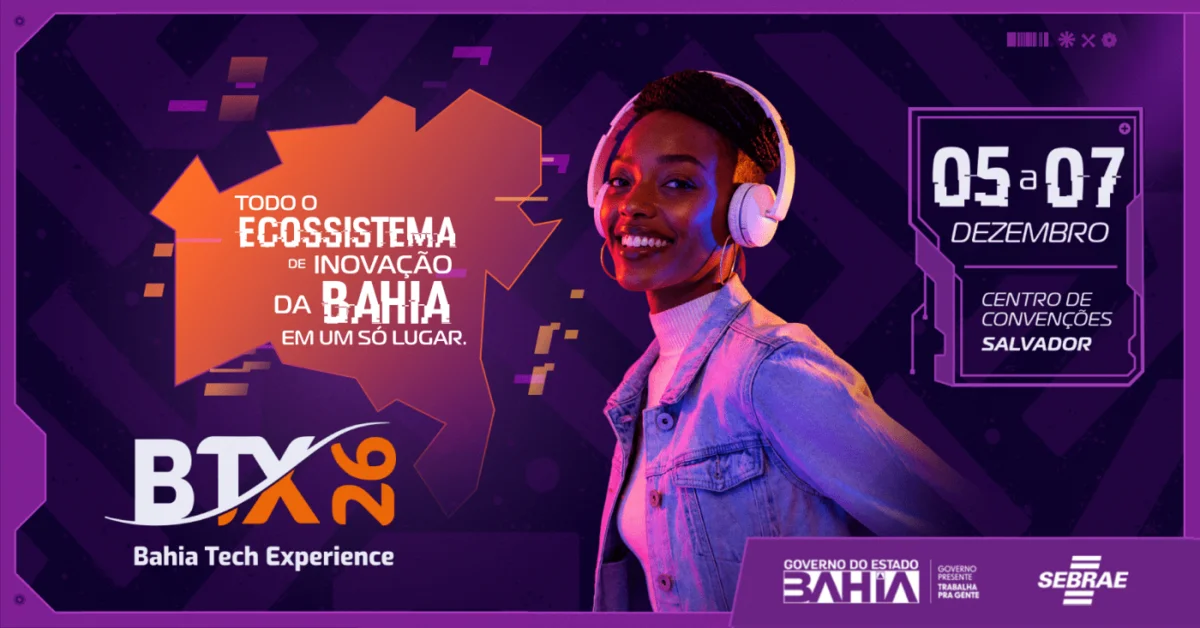 TODO O
ECOSSISTEMA
DE INOVAÇÃO
DA BAHIA
EM UM SÓ LUGAR.
BTX 26
Bahia Tech Experience
05 a 07
DEZEMBRO
CENTRO DE
CONVENÇÕES
SALVADOR
GOVERNO DO ESTADO
BAHIA
GOVERNO
PRESENTE
TRABALHA
PRA GENTE
SEBRAE